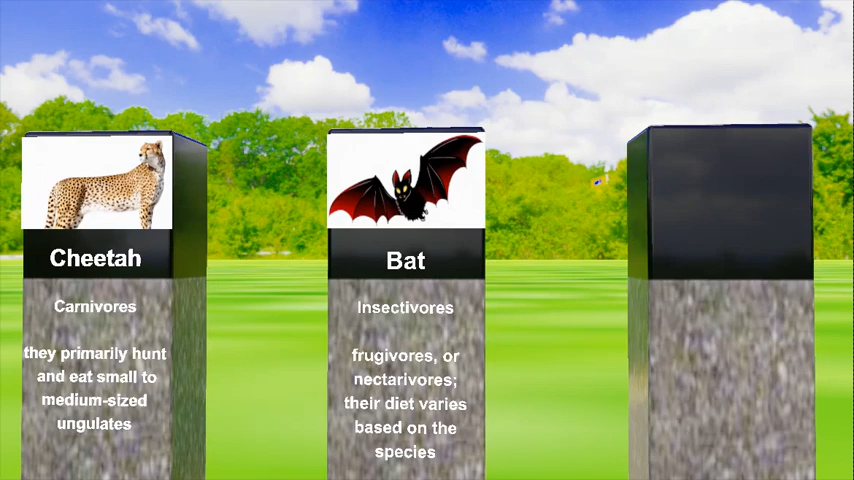 Cheetah
Carnivores
they primarily hunt
and eat small to
medium-sized
ungulates
Bat
Insectivores
frugivores, or
nectarivores;
their diet varies
based on the
species